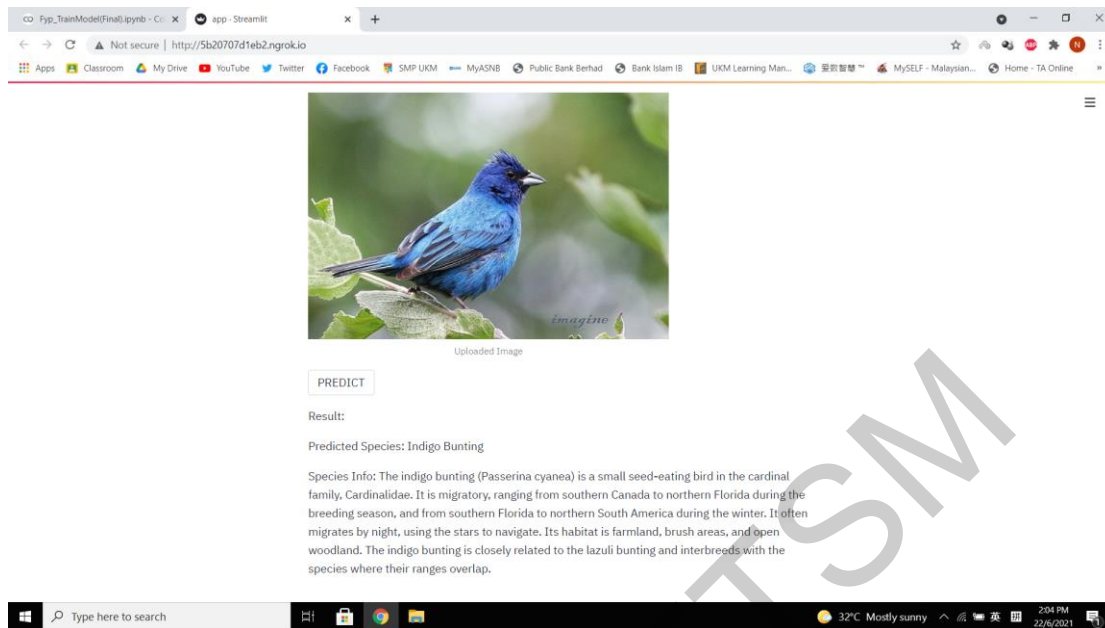 Fyp_TrainModel(Final).ipynb - Co
app · Streamlit
Not secure | http://5b20707d1eb2.ngrok.io
Apps Classroom My Drive YouTube Twitter Facebook SMP UKM MyASNB Public Bank Berhad Bank Islam IB UKM Learning Man... MySELF - Malaysian... Home - TA Online »
imagine
Uploaded Image
PREDICT
Result:
Predicted Species: Indigo Bunting
Species Info: The indigo bunting (Passerina cyanea) is a small seed-eating bird in the cardinal
family, Cardinalidae. It is migratory, ranging from southern Canada to northern Florida during the
breeding season, and from southern Florida to northern South America during the winter. It often
migrates by night, using the stars to navigate. Its habitat is farmland, brush areas, and open
woodland. The indigo bunting is closely related to the lazuli bunting and interbreeds with the
species where their ranges overlap.
TSM
Type here to search
32°C Mostly sunny 英 2:04 PM
22/6/2021